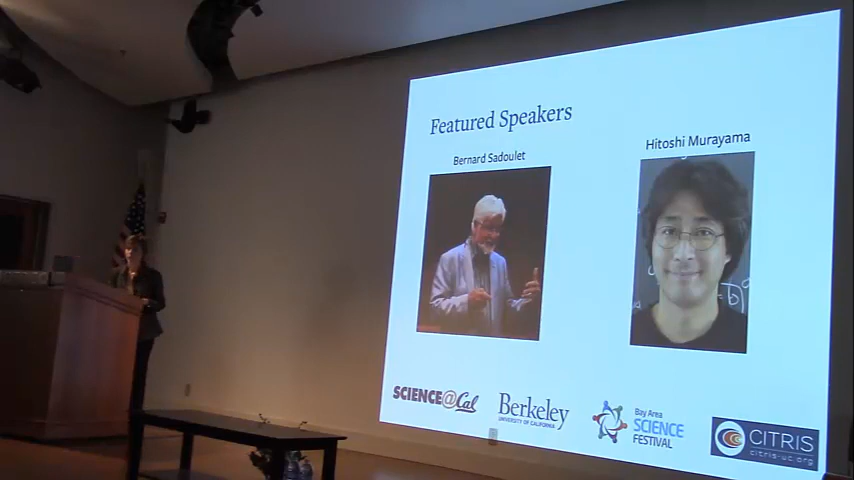 Featured Speakers
Bernard Sadoulet
Hitoshi Murayama
SCIENCE@Cal
Berkeley
UNIVERSITY OF CALIFORNIA
Bay Area
SCIENCE
FESTIVAL
CITRIS
citris-uc.org